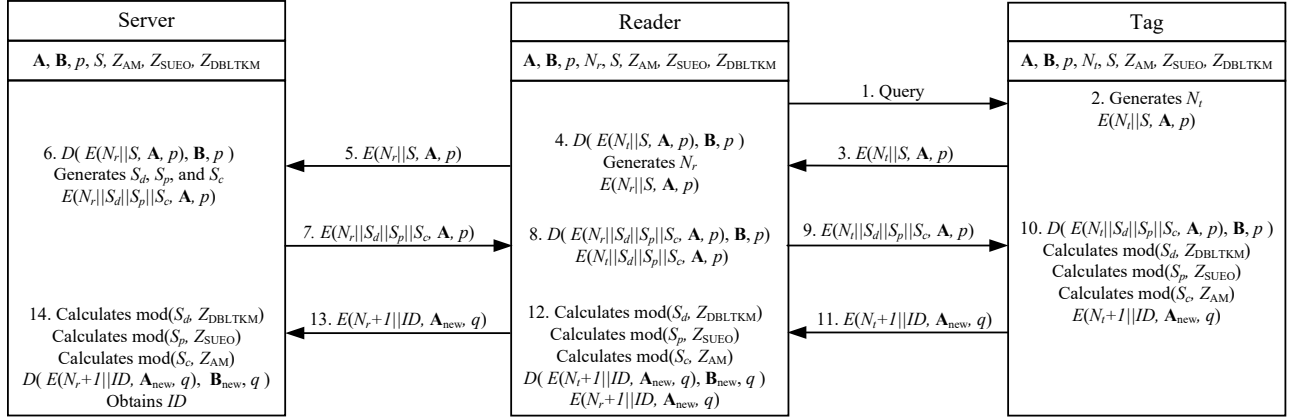 Server
A, B, p, S, Z_AM, Z_SUEO, Z_DBLTKM
6. D( E(N_r||S, A, p), B, p )
Generates S_d, S_p, and S_c
E(N_r||S_d||S_p||S_c, A, p)
14. Calculates mod(S_d, Z_DBLTKM)
Calculates mod(S_p, Z_SUEO)
Calculates mod(S_c, Z_AM)
D( E(N_r+1||ID, A_new, q), B_new, q )
Obtains ID
5. E(N_r||S, A, p)
7. E(N_r||S_d||S_p||S_c, A, p)
13. E(N_r+1||ID, A_new, q)
Reader
A, B, p, N_r, S, Z_AM, Z_SUEO, Z_DBLTKM
4. D( E(N_t||S, A, p), B, p )
Generates N_r
E(N_r||S, A, p)
8. D( E(N_r||S_d||S_p||S_c, A, p), B, p)
E(N_t||S_d||S_p||S_c, A, p)
12. Calculates mod(S_d, Z_DBLTKM)
Calculates mod(S_p, Z_SUEO)
Calculates mod(S_c, Z_AM)
D( E(N_t+1||ID, A_new, q), B_new, q )
E(N_r+1||ID, A_new, q)
1. Query
3. E(N_t||S, A, p)
9. E(N_t||S_d||S_p||S_c, A, p)
11. E(N_t+1||ID, A_new, q)
Tag
A, B, p, N_t, S, Z_AM, Z_SUEO, Z_DBLTKM
2. Generates N_t
E(N_t||S, A, p)
10. D( E(N_t||S_d||S_p||S_c, A, p), B, p )
Calculates mod(S_d, Z_DBLTKM)
Calculates mod(S_p, Z_SUEO)
Calculates mod(S_c, Z_AM)
E(N_t+1||ID, A_new, q)